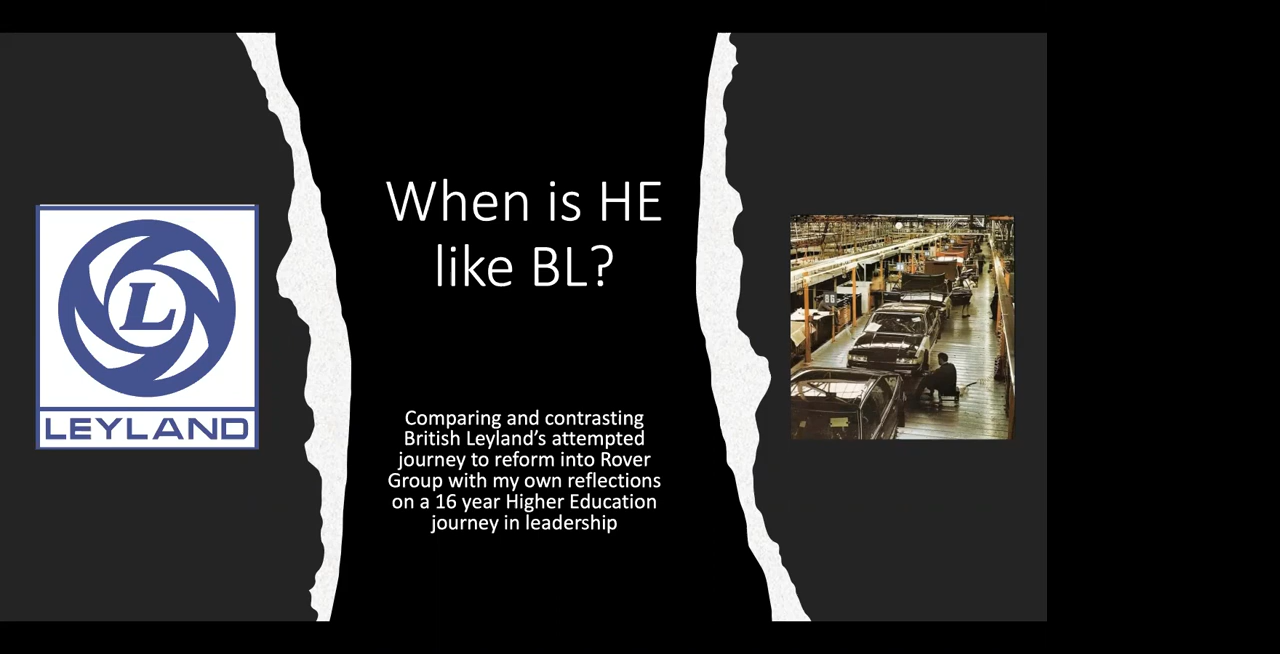 When is HE
like BL?
L
LEYLAND
Comparing and contrasting
British Leyland’s attempted
journey to reform into Rover
Group with my own reflections
on a 16 year Higher Education
journey in leadership